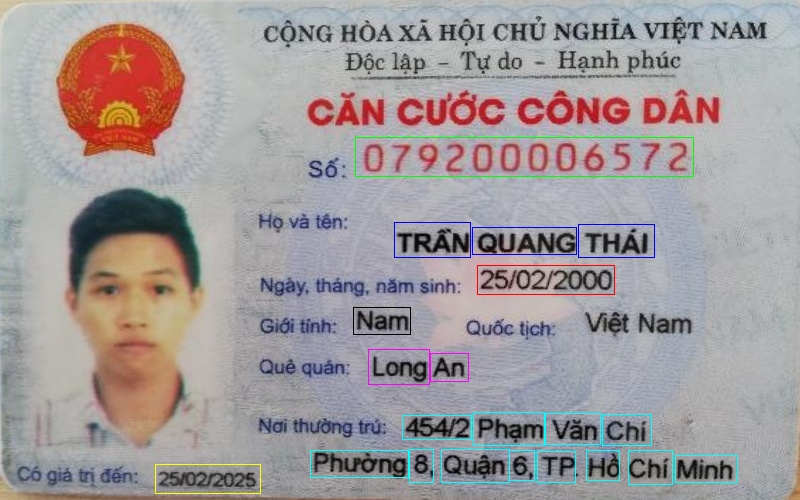 CỘNG HÒA XÃ HỘI CHỦ NGHĨA VIỆT NAM
Độc lập – Tự do – Hạnh phúc
CĂN CƯỚC CÔNG DÂN
Số: 079200006572
Họ và tên:
TRẦN QUANG THÁI
Ngày, tháng, năm sinh: 25/02/2000
Giới tính: Nam Quốc tịch: Việt Nam
Quê quán: Long An
Nơi thường trú: 454/2 Phạm Văn Chí
Phường 8, Quận 6, TP. Hồ Chí Minh
Có giá trị đến: 25/02/2025